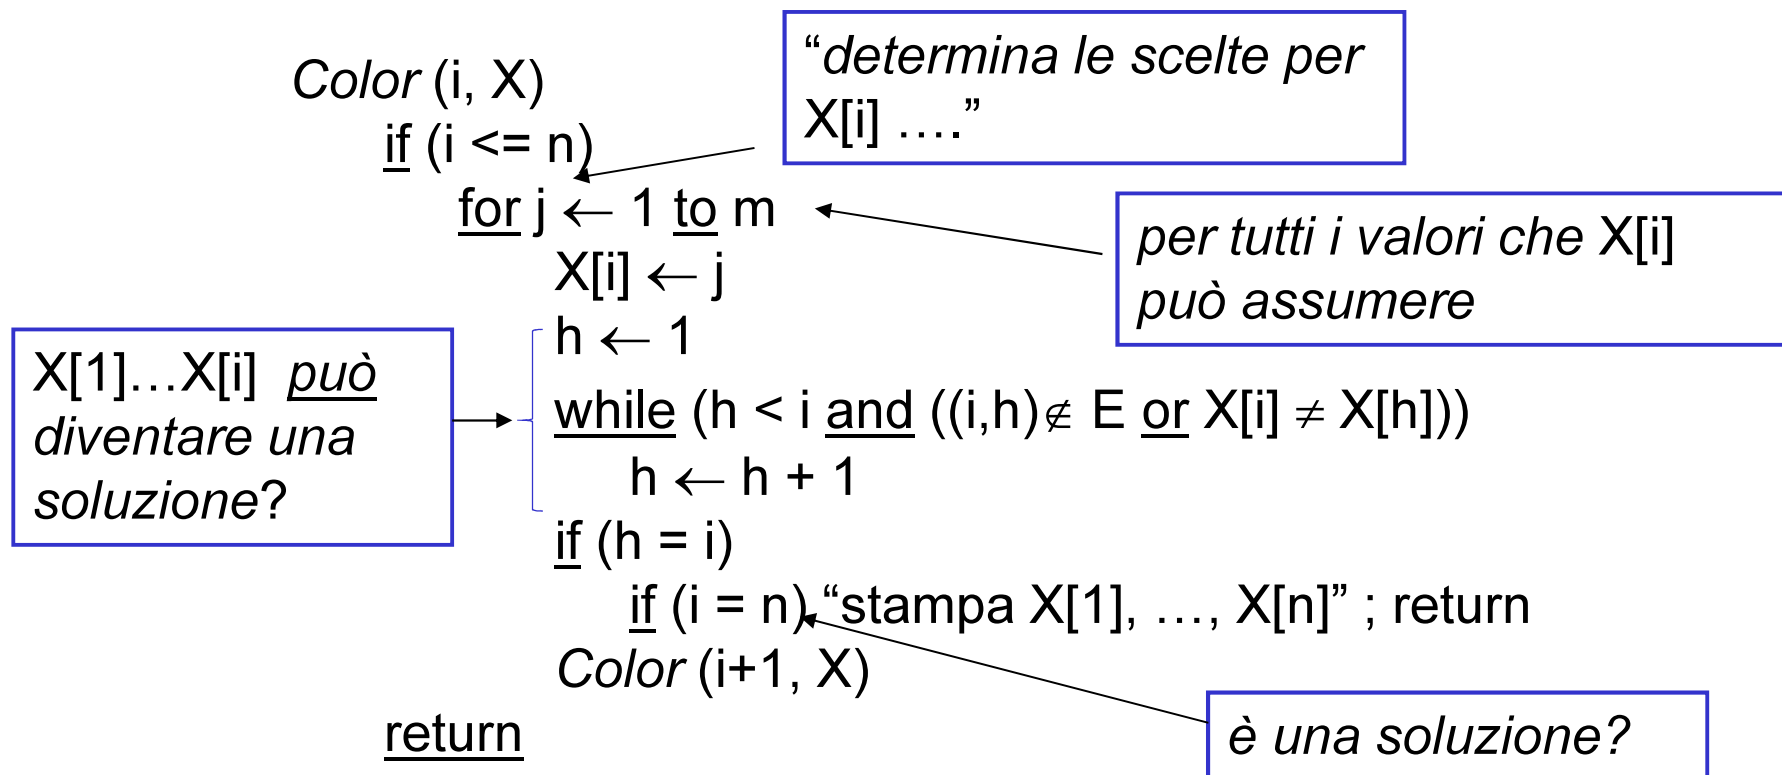 Color (i, X)
if (i <= n)
for j ← 1 to m
X[i] ← j
h ← 1
while (h < i and ((i,h)∉ E or X[i] ≠ X[h]))
h ← h + 1
if (h = i)
if (i = n) “stampa X[1], …, X[n]” ; return
Color (i+1, X)
return
“determina le scelte per
X[i] ….”
per tutti i valori che X[i]
può assumere
X[1]…X[i] può
diventare una
soluzione?
è una soluzione?